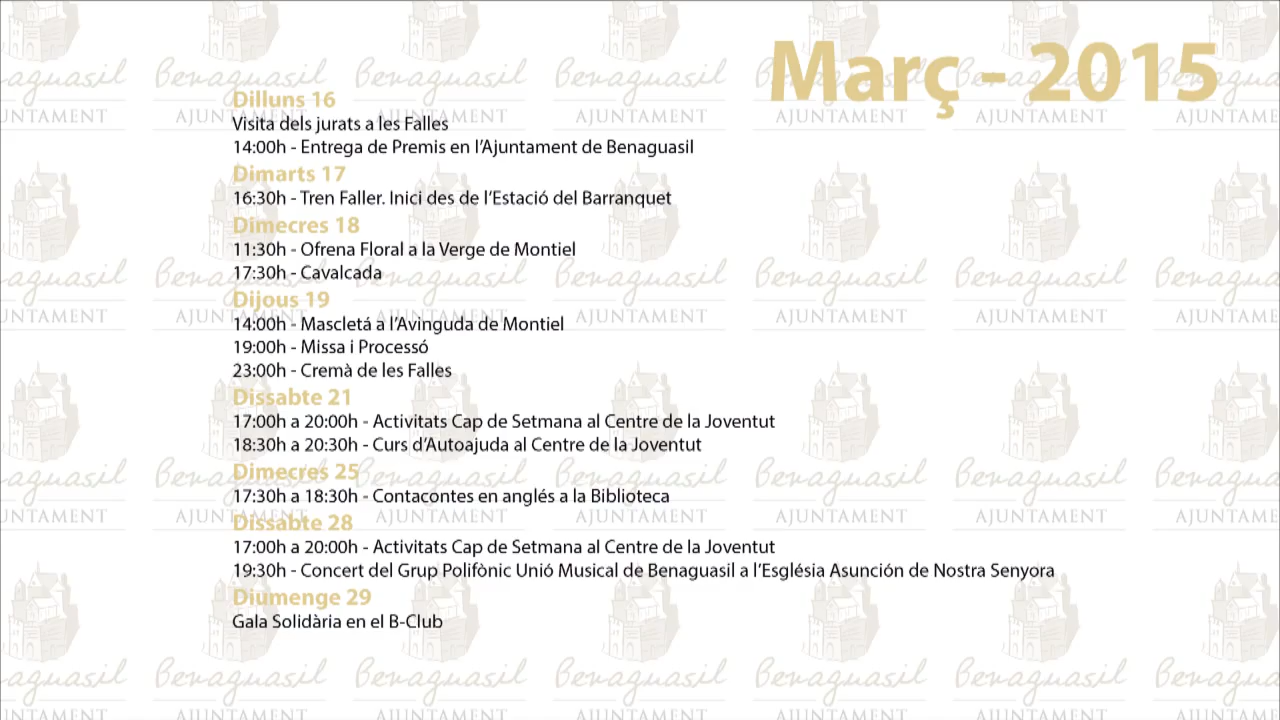 Març - 2015
Dilluns 16
Visita dels jurats a les Falles
14:00h - Entrega de Premis en l'Ajuntament de Benaguasil
Dimarts 17
16:30h - Tren Faller. Inici des de l'Estació del Barranquet
Dimecres 18
11:30h - Ofrena Floral a la Verge de Montiel
17:30h - Cavalcada
Dijous 19
14:00h - Mascletá a l'Avinguda de Montiel
19:00h - Missa i Processó
23:00h - Cremà de les Falles
Dissabte 21
17:00h a 20:00h - Activitats Cap de Setmana al Centre de la Joventut
18:30h a 20:30h - Curs d'Autoajuda al Centre de la Joventut
Dimecres 25
17:30h a 18:30h - Contacontes en anglés a la Biblioteca
Dissabte 28
17:00h a 20:00h - Activitats Cap de Setmana al Centre de la Joventut
19:30h - Concert del Grup Polifònic Unió Musical de Benaguasil a l'Església Asunción de Nostra Senyora
Diumenge 29
Gala Solidària en el B-Club
Benaguasil
AJUNTAMENT